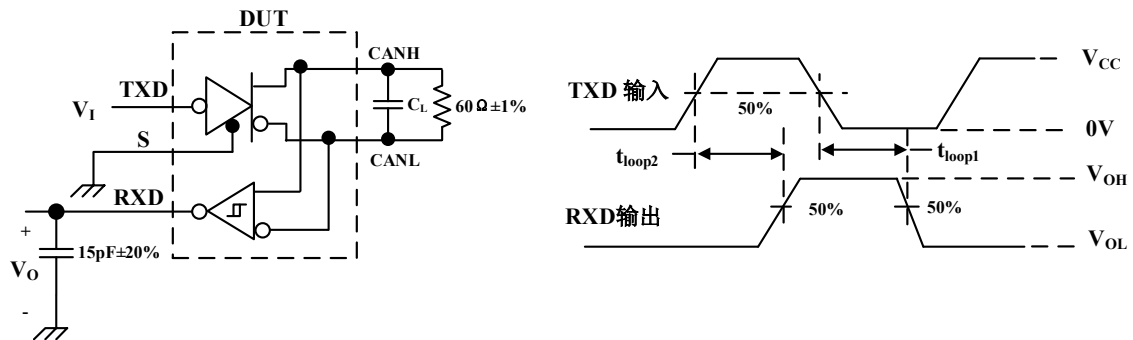 DUT
CANH
TXD
V_I
C_L
60Ω±1%
S
CANL
RXD
+
15pF±20%
V_O
-
V_CC
TXD 输入
50%
0V
t_loop2
t_loop1
V_OH
RXD输出
50%
50%
V_OL